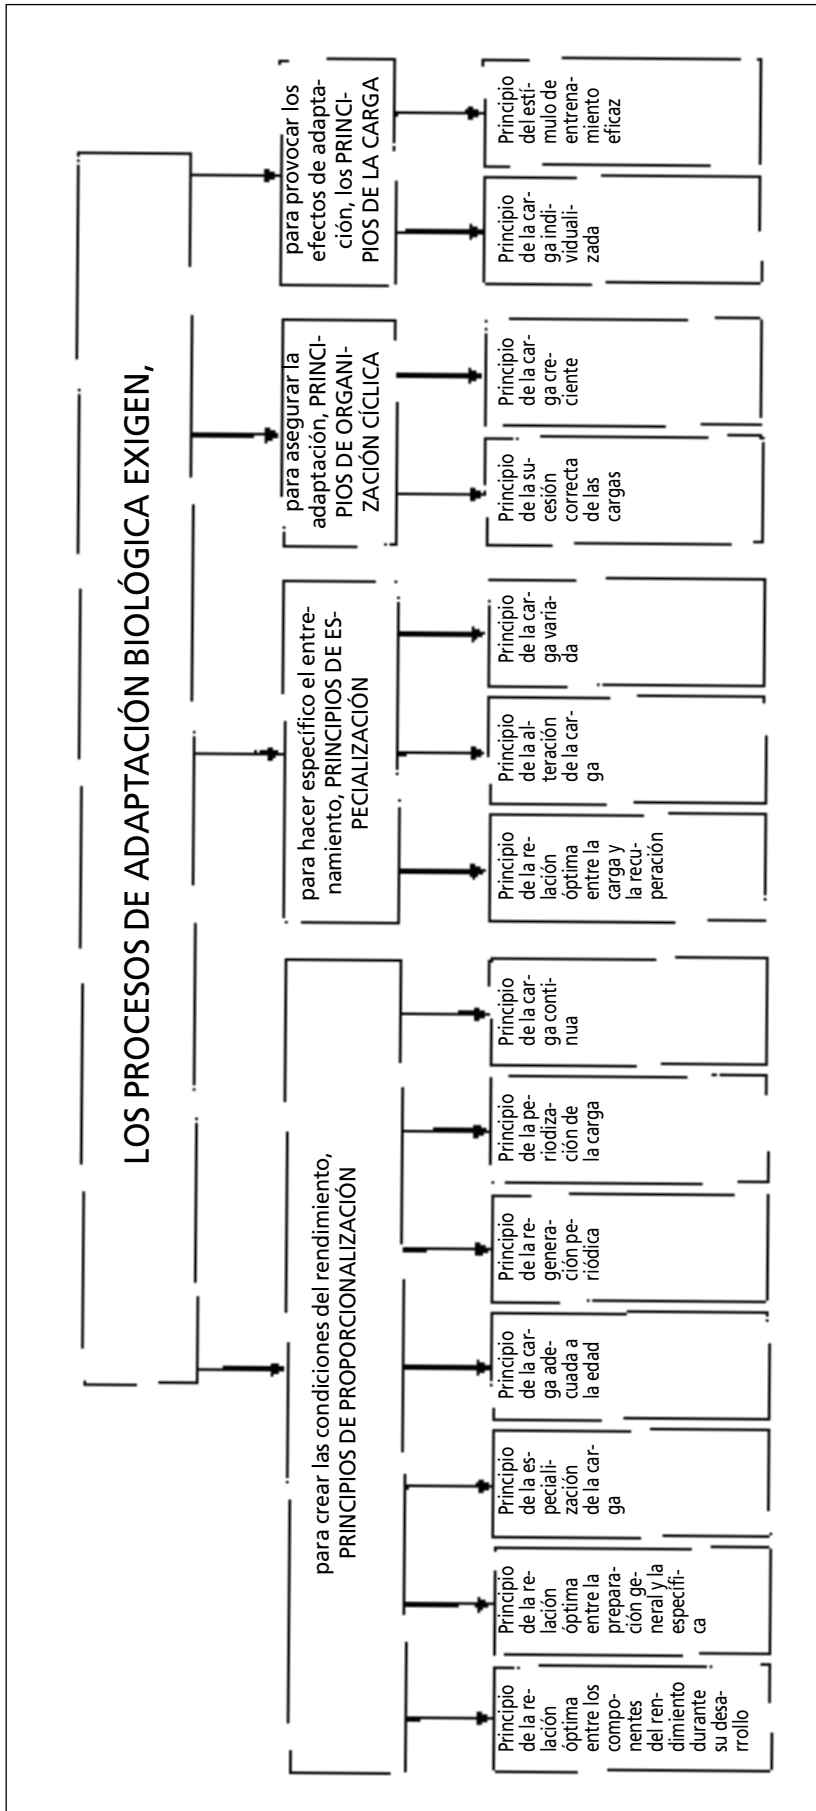 LOS PROCESOS DE ADAPTACIÓN BIOLÓGICA EXIGEN,
para crear las condiciones del rendimiento,
PRINCIPIOS DE PROPORCIONALIZACIÓN
para hacer específico el entre-
namiento, PRINCIPIOS DE ES-
PECIALIZACIÓN
para asegurar la
adaptación, PRINCI-
PIOS DE ORGANI-
ZACIÓN CÍCLICA
para provocar los
efectos de adapta-
ción, los PRINCI-
PIOS DE LA CARGA
Principio
de la re-
lación
óptima
entre los
compo-
nentes
del ren-
dimiento
durante
su desa-
rrollo
Principio
de la re-
lación
óptima
entre la
prepara-
ción ge-
neral y la
específi-
ca
Principio
de la es-
peciali-
zación
de la car-
ga
Principio
de la car-
ga ade-
cuada a
la edad
Principio
de la re-
genera-
ción pe-
riódica
Principio
de la pe-
riodiza-
ción de
la carga
Principio
de la car-
ga conti-
nua
Principio
de la re-
lación
óptima
entre la
carga y
la recu-
peración
Principio
de la al-
teración
de la car-
ga
Principio
de la car-
ga varia-
da
Principio
de la su-
cesión
correcta
de las
cargas
Principio
de la car-
ga cre-
ciente
Principio
de la car-
ga indi-
viduali-
zada
Principio
del estí-
mulo de
entrena-
miento
eficaz